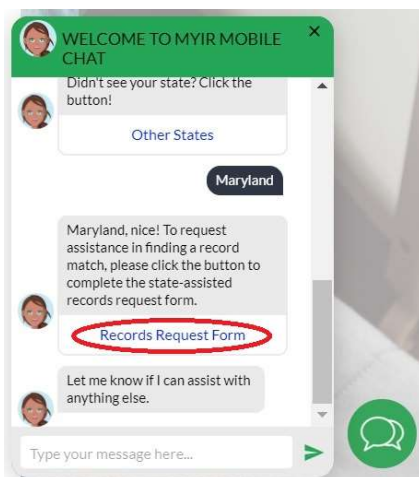 WELCOME TO MYIR MOBILE
CHAT
Didn't see your state? Click the
button!
Other States
Maryland
Maryland, nice! To request
assistance in finding a record
match, please click the button to
complete the state-assisted
records request form.
Records Request Form
Let me know if I can assist with
anything else.
Type your message here...